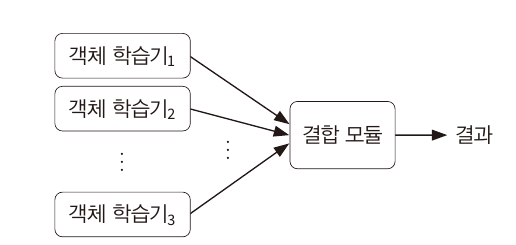 객체 학습기₁
객체 학습기₂
⋮
⋮
결합 모듈
결과
객체 학습기₃